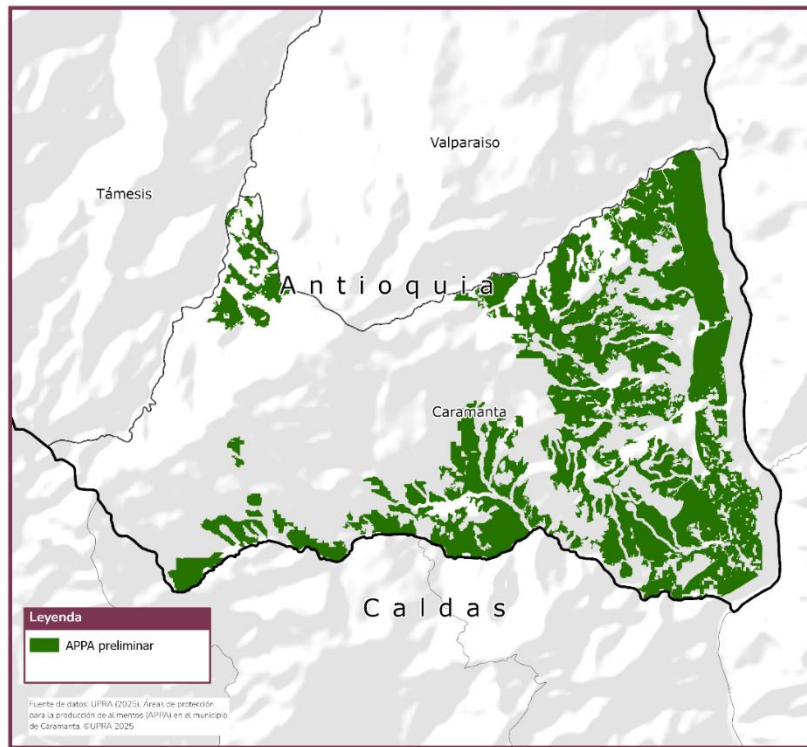 Valparaiso
Támesis
Antioquia
Caramanta
Caldas
Leyenda
APPA preliminar
Fuente de datos: UPRA (2025). Áreas de protección
para la producción de alimentos (APPA) en el municipio
de Caramanta. ©UPRA 2025